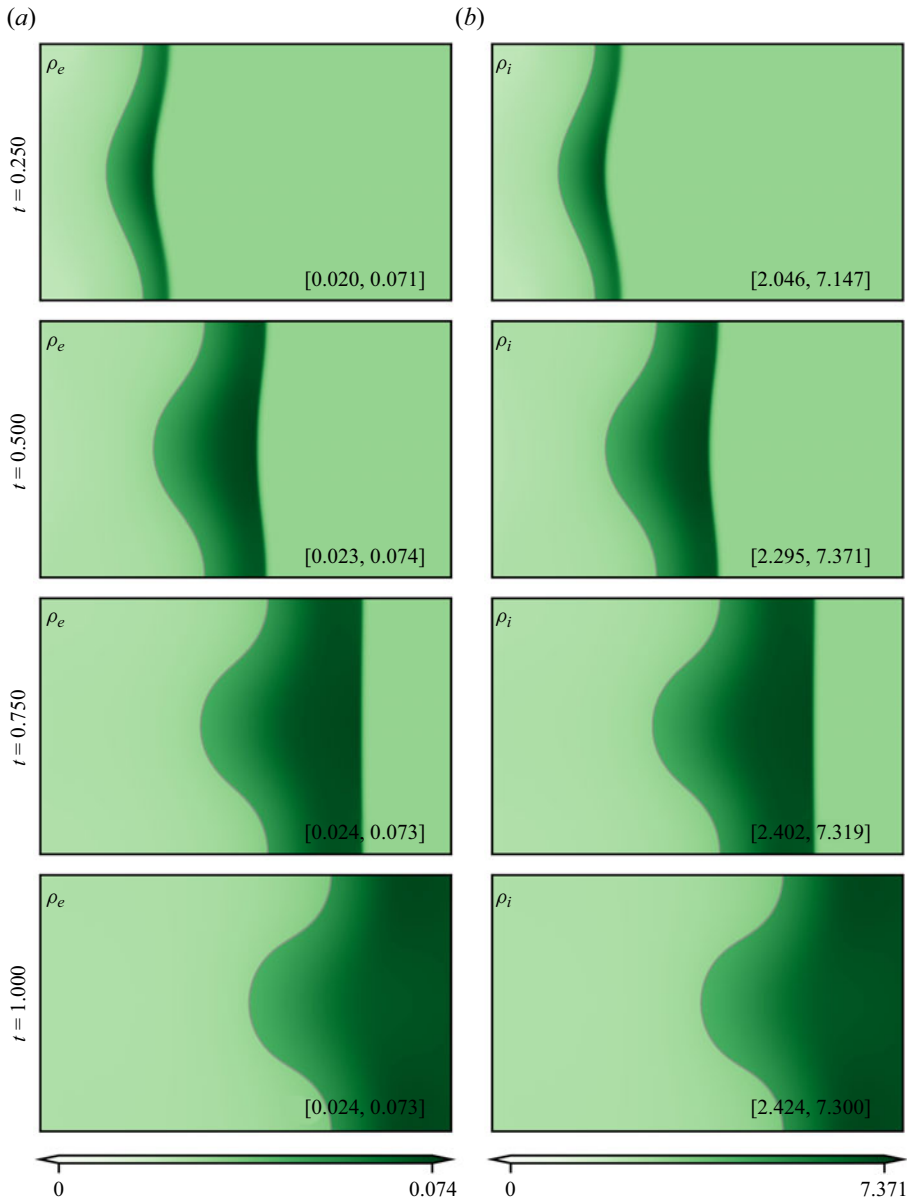 (a)
(b)
ρe
ρi
t = 0.250
[0.020, 0.071]
[2.046, 7.147]
ρe
ρi
t = 0.500
[0.023, 0.074]
[2.295, 7.371]
ρe
ρi
t = 0.750
[0.024, 0.073]
[2.402, 7.319]
ρe
ρi
t = 1.000
[0.024, 0.073]
[2.424, 7.300]
0
0.074
0
7.371